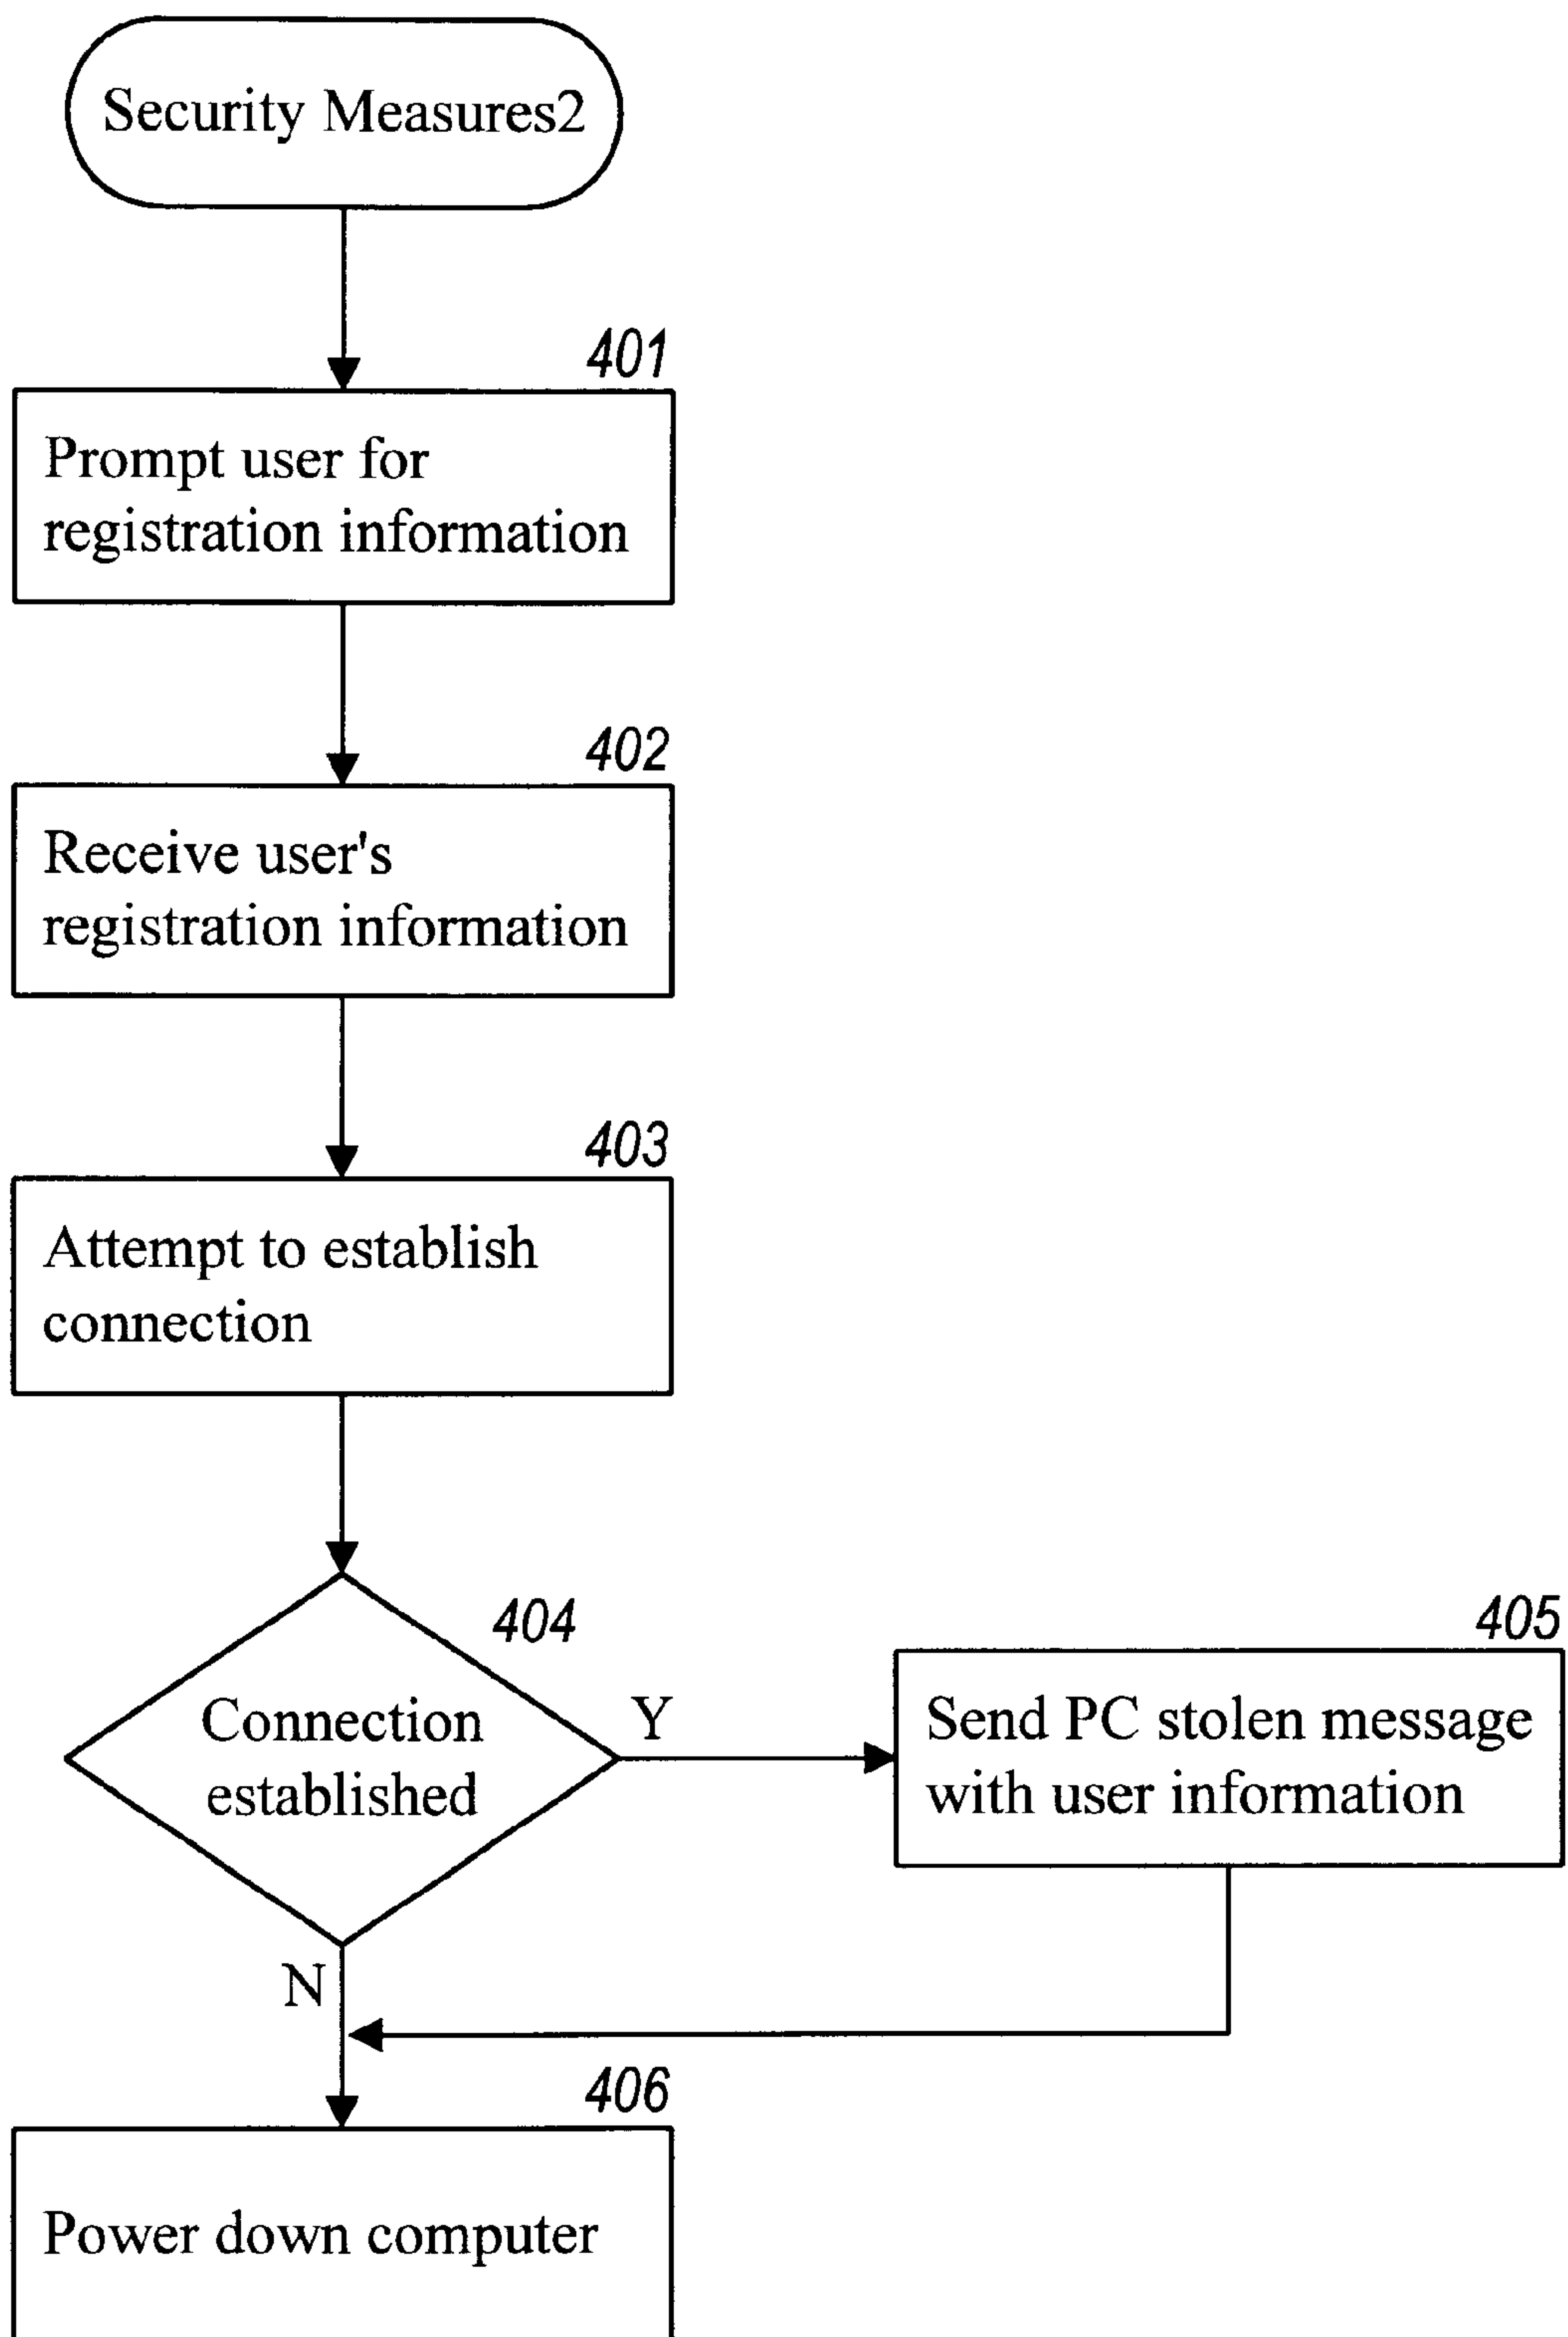 Security Measures2
401
Prompt user for
registration information
402
Receive user's
registration information
403
Attempt to establish
connection
404
Connection
established
Y
405
Send PC stolen message
with user information
N
406
Power down computer